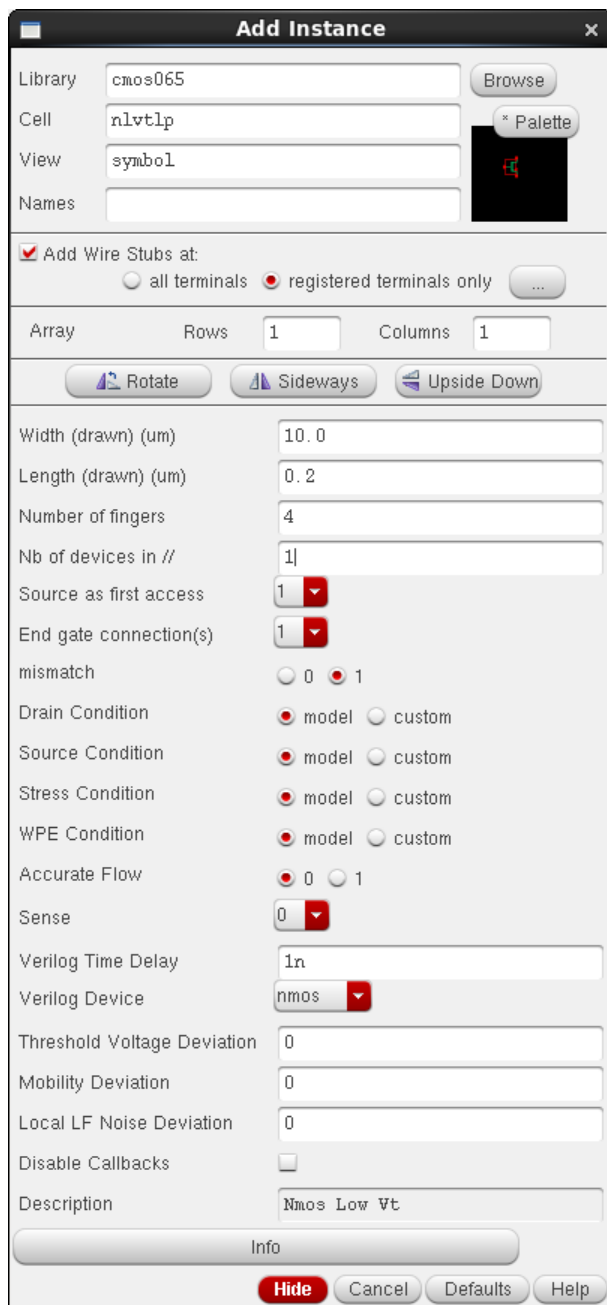 Add Instance ×
Library cmos065 Browse
Cell nlvtlp * Palette
View symbol
Names
Add Wire Stubs at:
all terminals registered terminals only ...
Array Rows 1 Columns 1
Rotate Sideways Upside Down
Width (drawn) (um) 10.0
Length (drawn) (um) 0.2
Number of fingers 4
Nb of devices in // 1
Source as first access 1
End gate connection(s) 1
mismatch 0 1
Drain Condition model custom
Source Condition model custom
Stress Condition model custom
WPE Condition model custom
Accurate Flow 0 1
Sense 0
Verilog Time Delay 1n
Verilog Device nmos
Threshold Voltage Deviation 0
Mobility Deviation 0
Local LF Noise Deviation 0
Disable Callbacks
Description Nmos Low Vt
Info
Hide Cancel Defaults Help